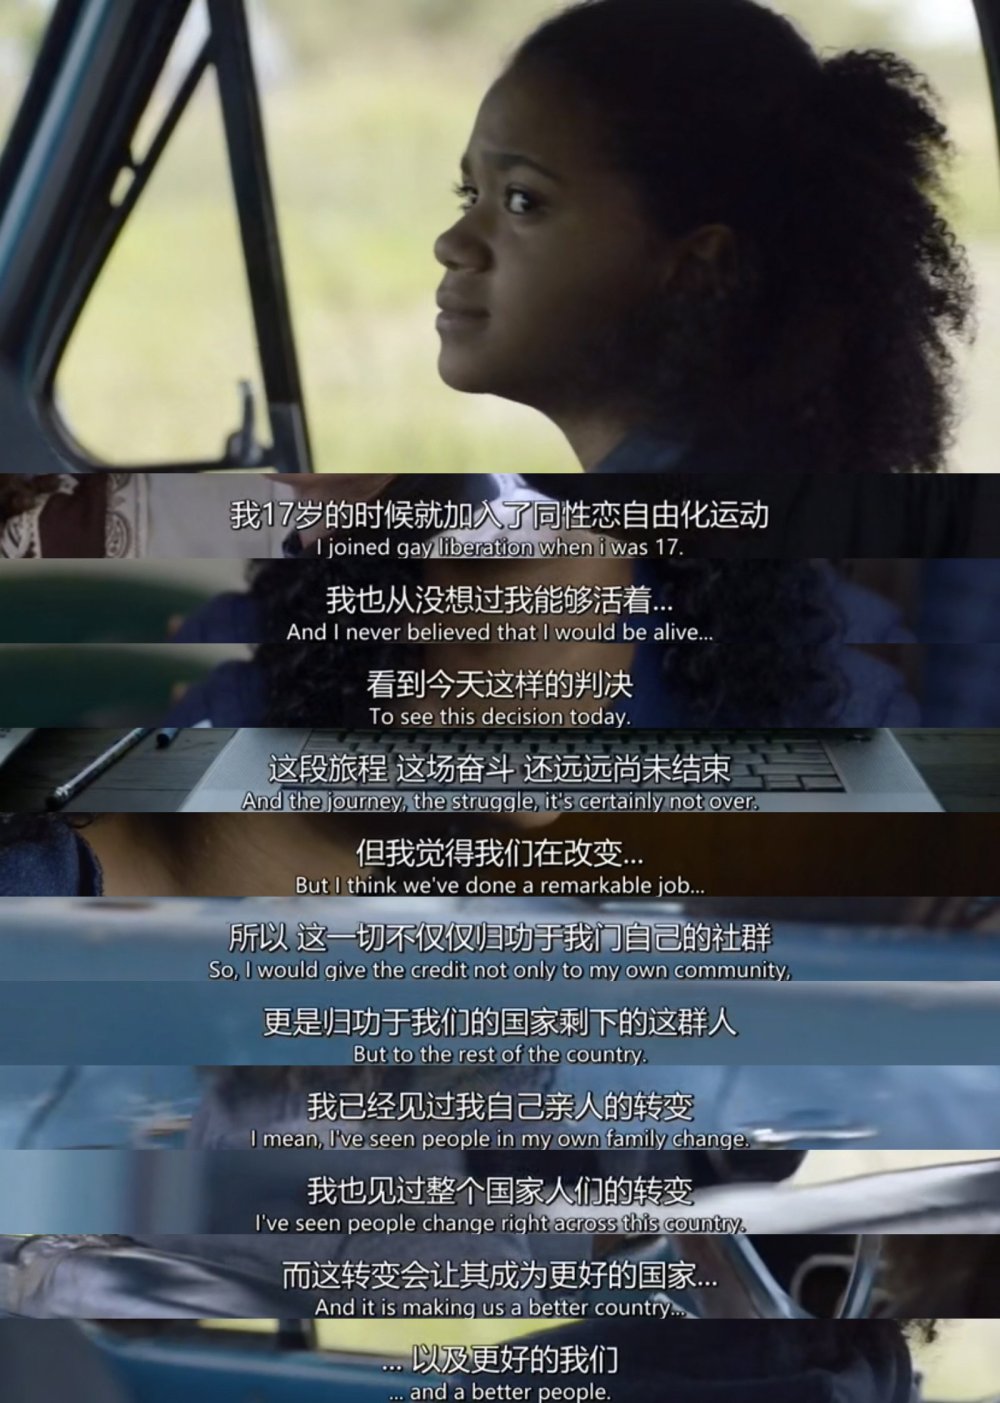 我17岁的时候就加入了同性恋自由化运动
I joined gay liberation when i was 17.
我也从没想过我能够活着...
And I never believed that I would be alive...
看到今天这样的判决
To see this decision today.
这段旅程 这场奋斗 还远远尚未结束
And the journey, the struggle, it's certainly not over.
但我觉得我们在改变...
But I think we've done a remarkable job...
所以 这一切不仅仅归功于我门自己的社群
So, I would give the credit not only to my own community,
更是归功于我们的国家剩下的这群人
But to the rest of the country.
我已经见过我自己亲人的转变
I mean, I've seen people in my own family change.
我也见过整个国家人们的转变
I've seen people change right across this country.
而这转变会让其成为更好的国家...
And it is making us a better country...
... 以及更好的我们
... and a better people.